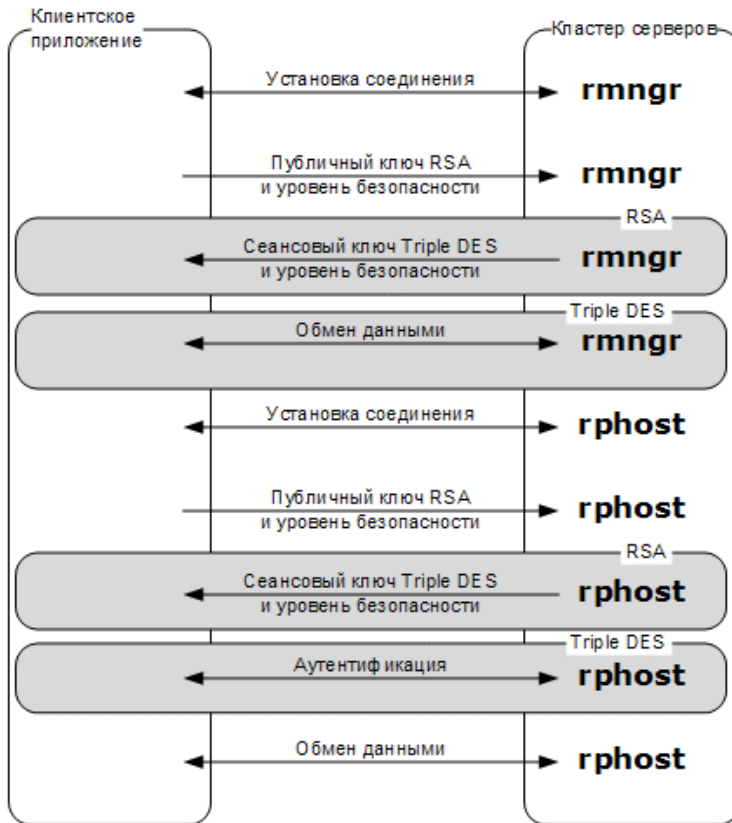 Клиентское
приложение
Кластер серверов
Установка соединения
rmngr
Публичный ключ RSA
и уровень безопасности
rmngr
RSA
Сеансовый ключ Triple DES
и уровень безопасности
rmngr
Triple DES
Обмен данными
rmngr
Установка соединения
rphost
Публичный ключ RSA
и уровень безопасности
rphost
RSA
Сеансовый ключ Triple DES
и уровень безопасности
rphost
Triple DES
Аутентификация
rphost
Обмен данными
rphost